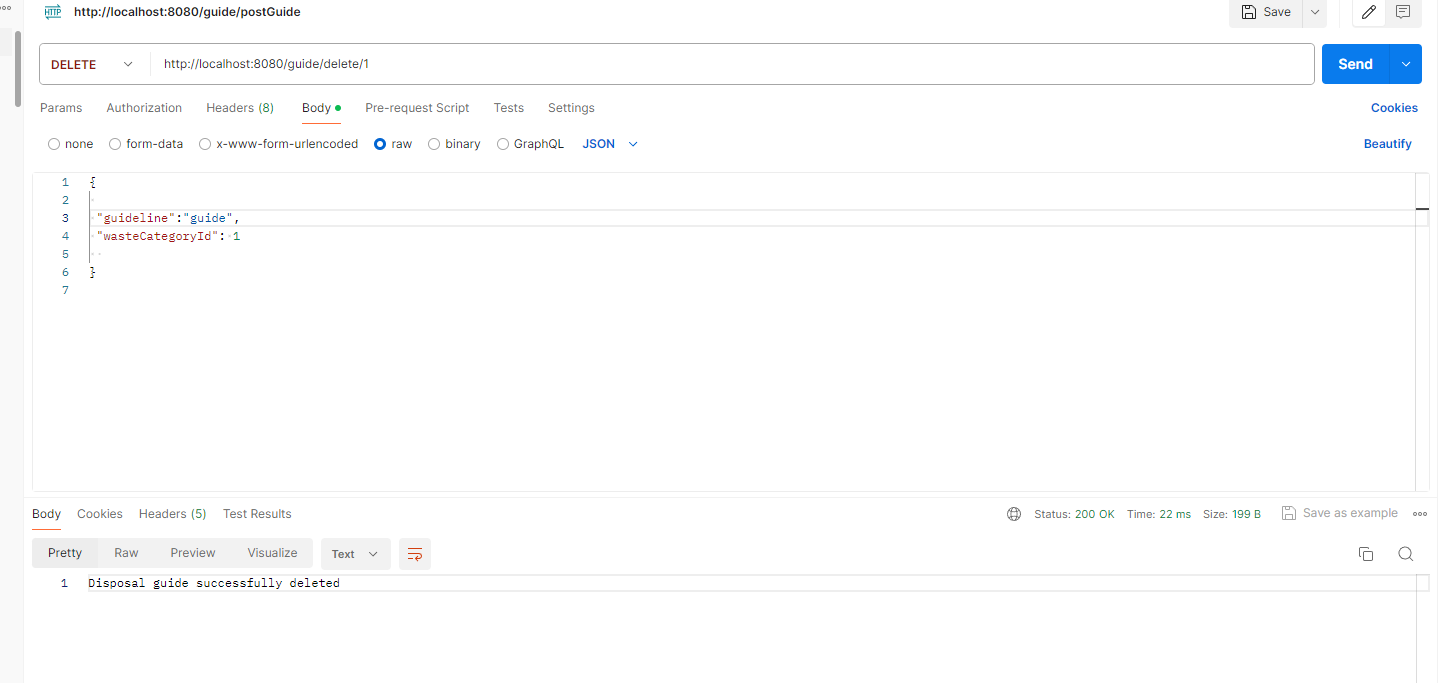 HTTP http://localhost:8080/guide/postGuide Save
DELETE http://localhost:8080/guide/delete/1 Send
Params Authorization Headers (8) Body Pre-request Script Tests Settings Cookies
none form-data x-www-form-urlencoded raw binary GraphQL JSON Beautify
1 {
2
3 "guideline":"guide",
4 "wasteCategoryId": 1
5
6 }
7
Body Cookies Headers (5) Test Results Status: 200 OK Time: 22 ms Size: 199 B Save as example
Pretty Raw Preview Visualize Text
1 Disposal guide successfully deleted